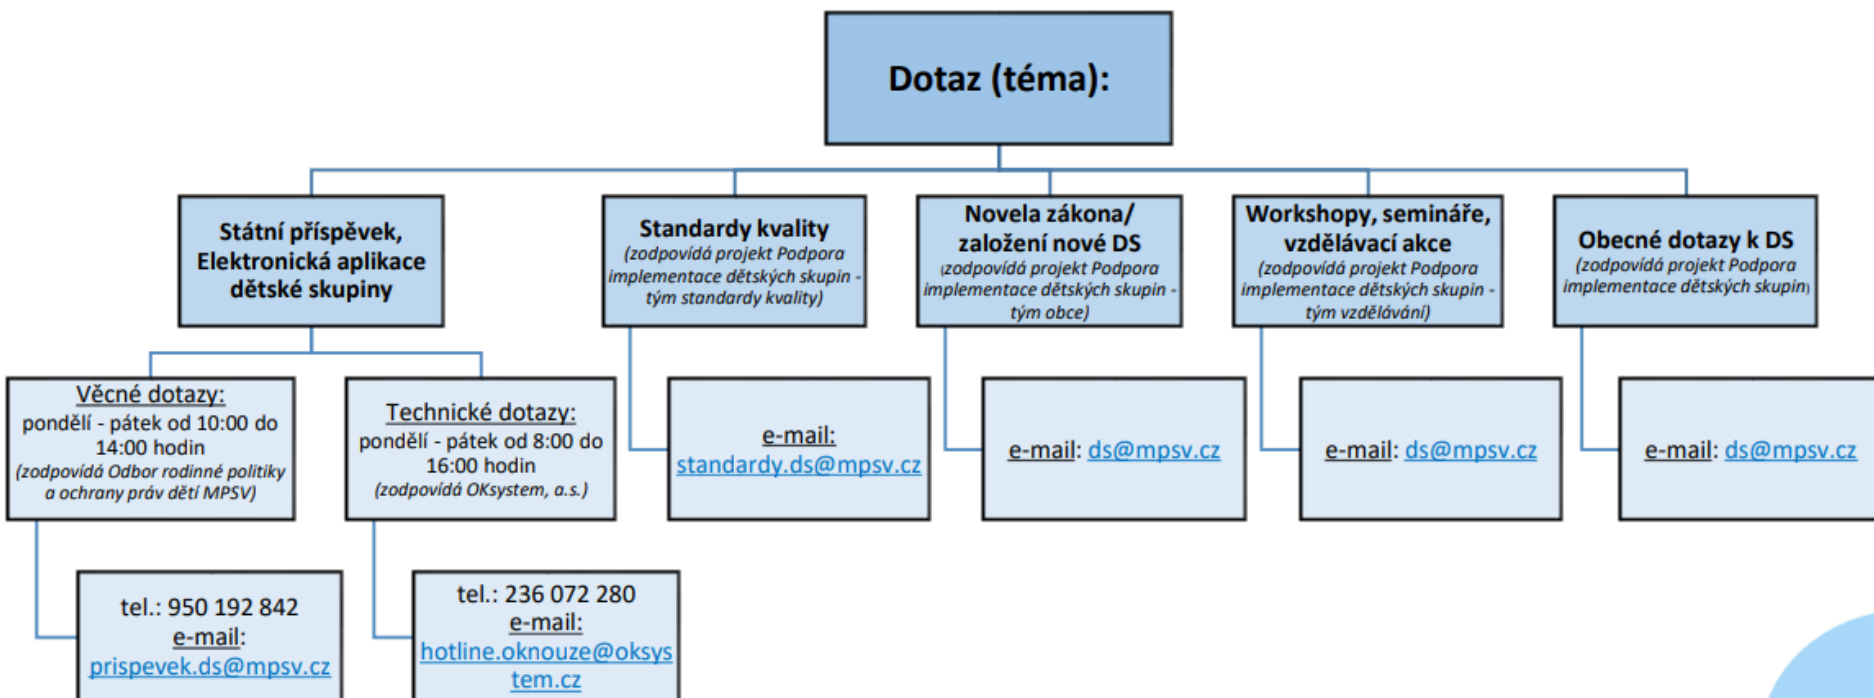 Dotaz (téma):
Státní příspěvek,
Elektronická aplikace
dětské skupiny
Standardy kvality
(zodpovídá projekt Podpora
implementace dětských skupin -
tým standardy kvality)
Novela zákona/
založení nové DS
(zodpovídá projekt Podpora
implementace dětských skupin -
tým obce)
Workshopy, semináře,
vzdělávací akce
(zodpovídá projekt Podpora
implementace dětských skupin -
tým vzdělávání)
Obecné dotazy k DS
(zodpovídá projekt Podpora
implementace dětských skupin)
Věcné dotazy:
pondělí - pátek od 10:00 do
14:00 hodin
(zodpovídá Odbor rodinné politiky
a ochrany práv dětí MPSV)
Technické dotazy:
pondělí - pátek od 8:00 do
16:00 hodin
(zodpovídá OKsystem, a.s.)
e-mail:
standardy.ds@mpsv.cz
e-mail: ds@mpsv.cz
e-mail: ds@mpsv.cz
e-mail: ds@mpsv.cz
tel.: 950 192 842
e-mail:
prispevek.ds@mpsv.cz
tel.: 236 072 280
e-mail:
hotline.oknouze@oksys
tem.cz